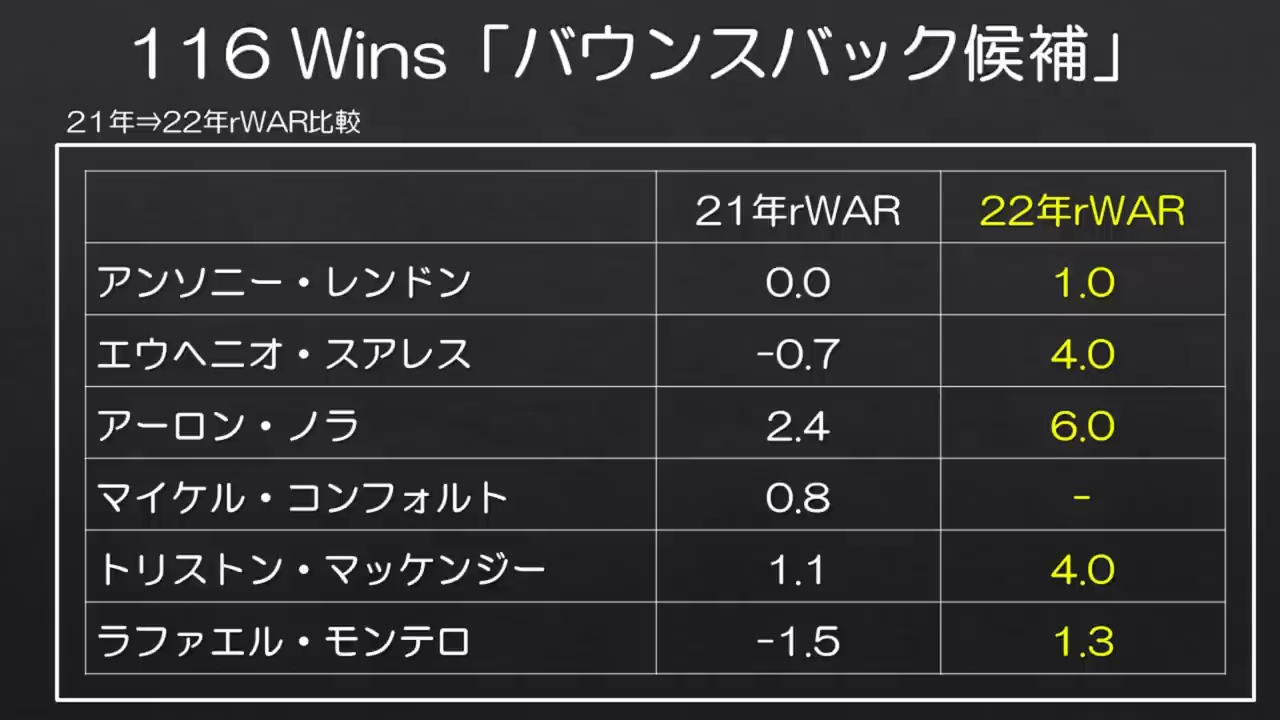 116 Wins「バウンスバック候補」
21年⇒22年rWAR比較
21年rWAR 22年rWAR
アンソニー・レンドン 0.0 1.0
エウヘニオ・スアレス -0.7 4.0
アーロン・ノラ 2.4 6.0
マイケル・コンフォルト 0.8 -
トリストン・マッケンジー 1.1 4.0
ラファエル・モンテロ -1.5 1.3